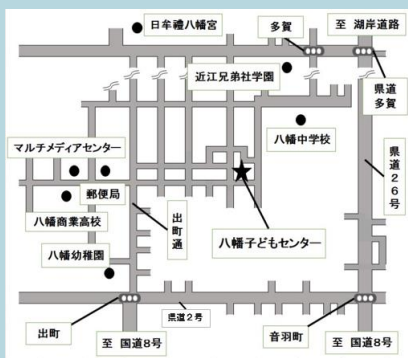 日牟禮八幡宮
多賀
至 湖岸道路
近江兄弟社学園
県道
多賀
八幡中学校
マルチメディアセンター
県道26号
郵便局
出町通
八幡商業高校
八幡子どもセンター
八幡幼稚園
県道2号
出町
音羽町
至 国道8号
至 国道8号